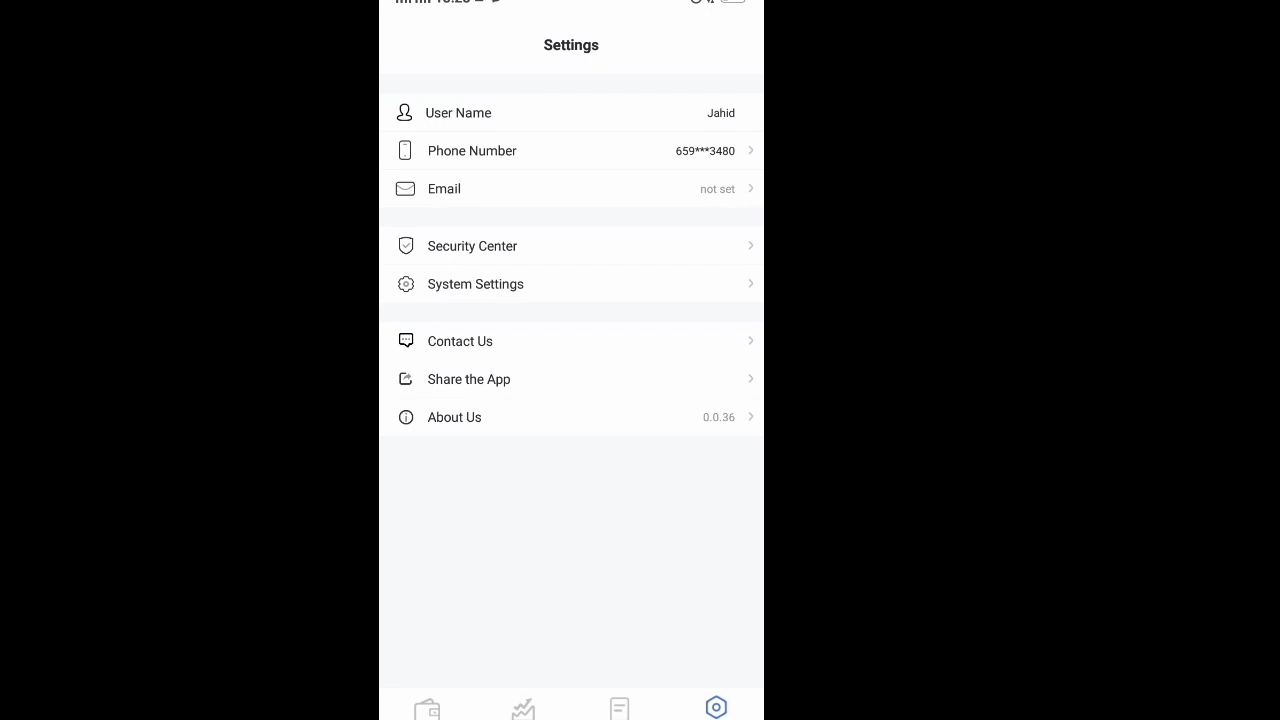 Settings
User Name Jahid
Phone Number 659***3480
Email not set
Security Center
System Settings
Contact Us
Share the App
About Us 0.0.36